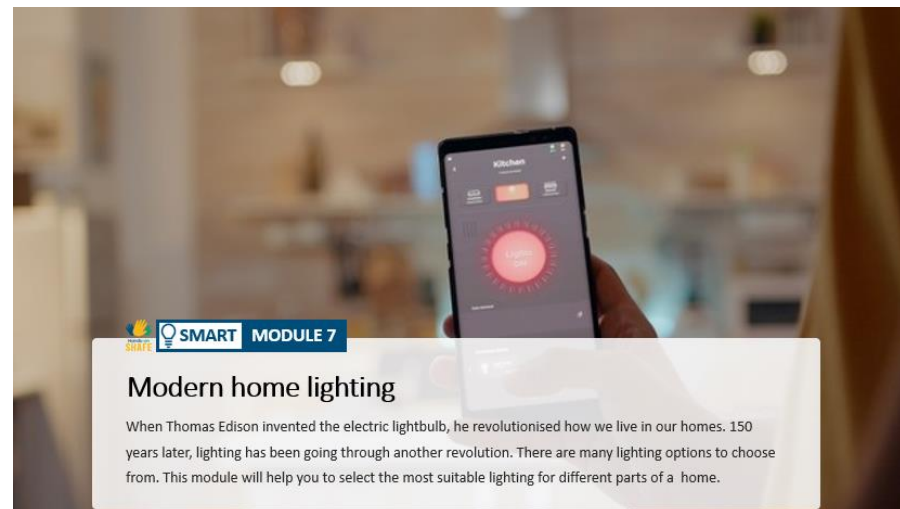 Kitchen
Lights
SMART MODULE 7
SHAFE
Modern home lighting
When Thomas Edison invented the electric lightbulb, he revolutionised how we live in our homes. 150
years later, lighting has been going through another revolution. There are many lighting options to choose
from. This module will help you to select the most suitable lighting for different parts of a home.